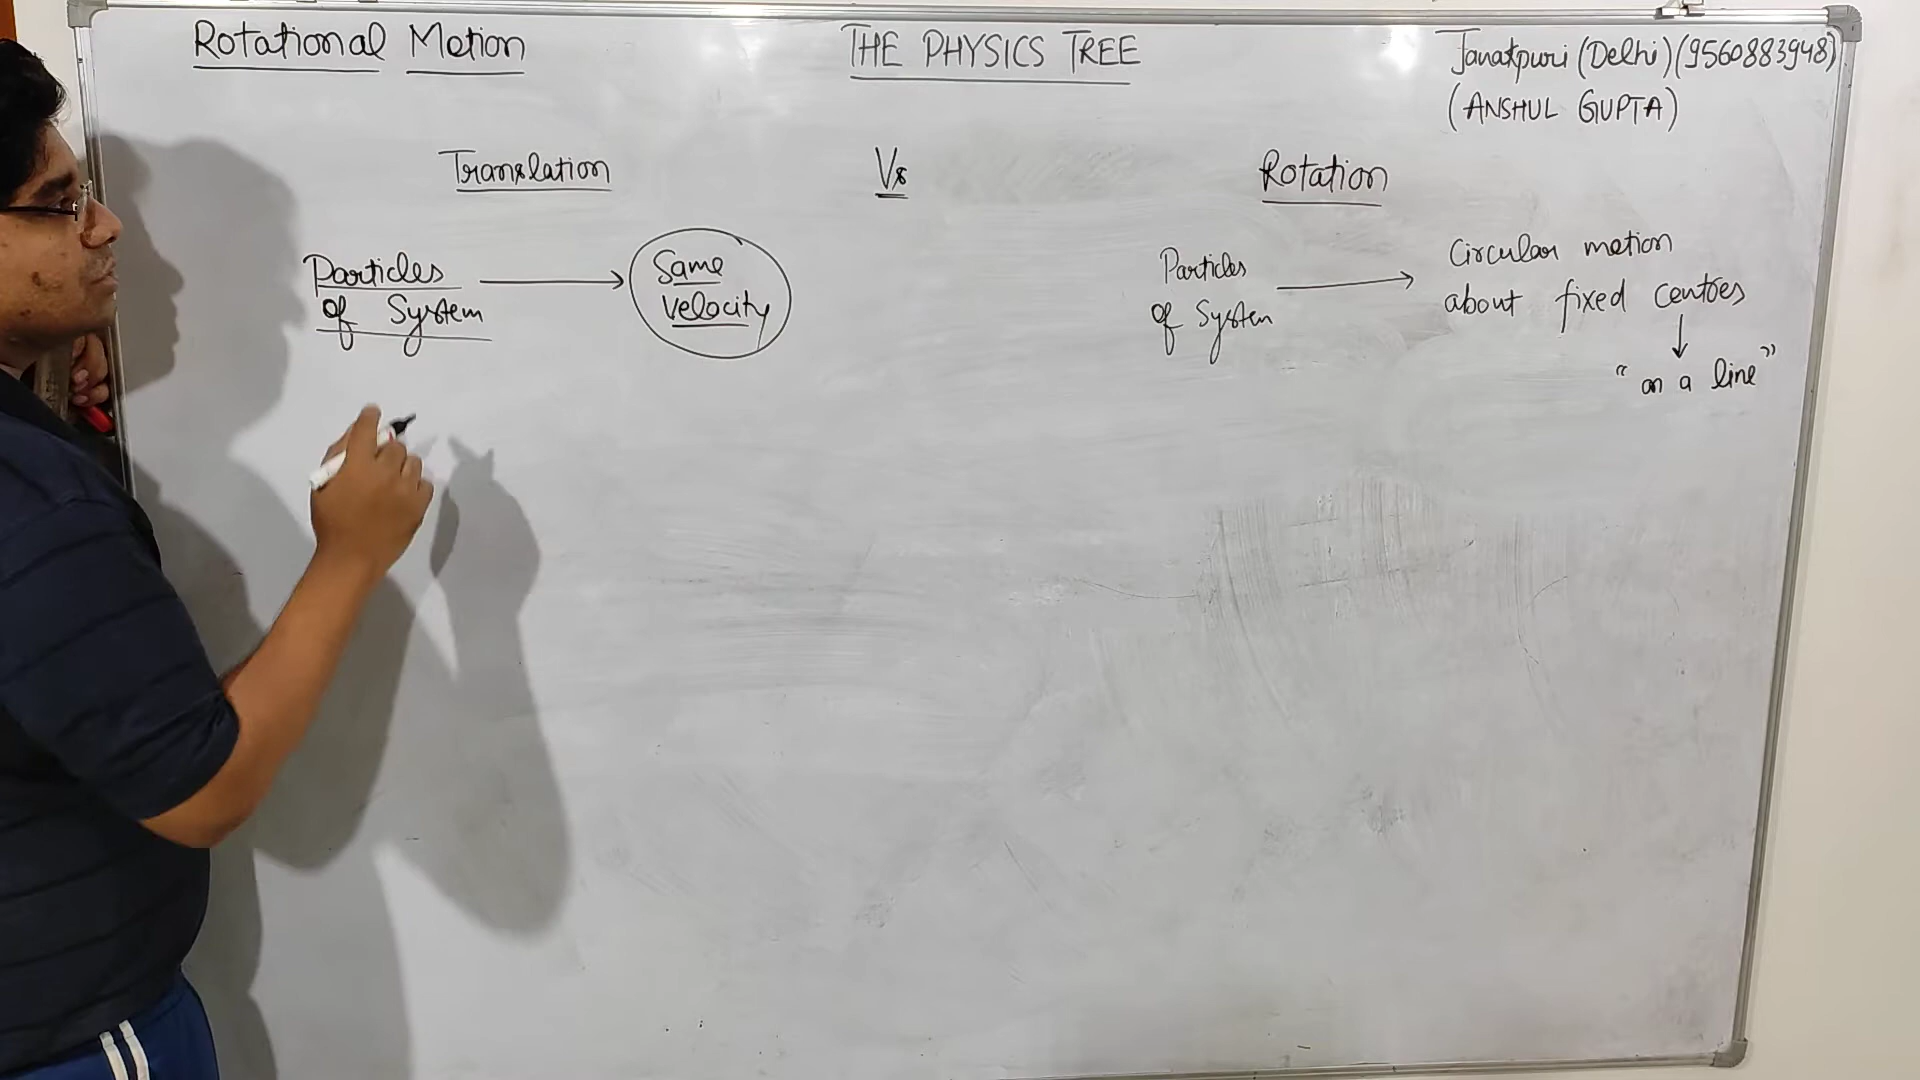 Rotational Motion
THE PHYSICS TREE
Janakpuri (Delhi) (9560883948)
(ANSHUL GUPTA)
Translation
Vs
Rotation
Particles
of System
Same
velocity
Particles
of System
Circular motion
about fixed centres
"on a line"